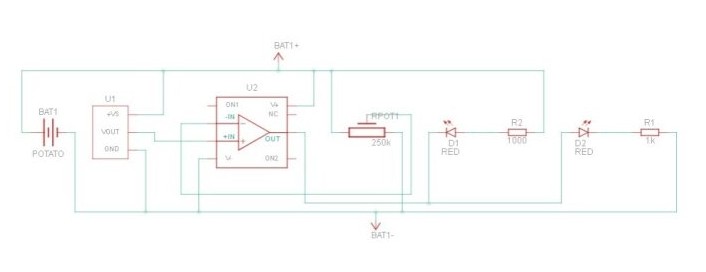 BAT1+
U1
U2
+VS
VOUT
GND
ON1
V+
-IN
NC
+IN
OUT
V-
ON2
BAT1
POTATO
RPOT1
250k
D1
RED
R2
1000
D2
RED
R1
1k
BAT1-